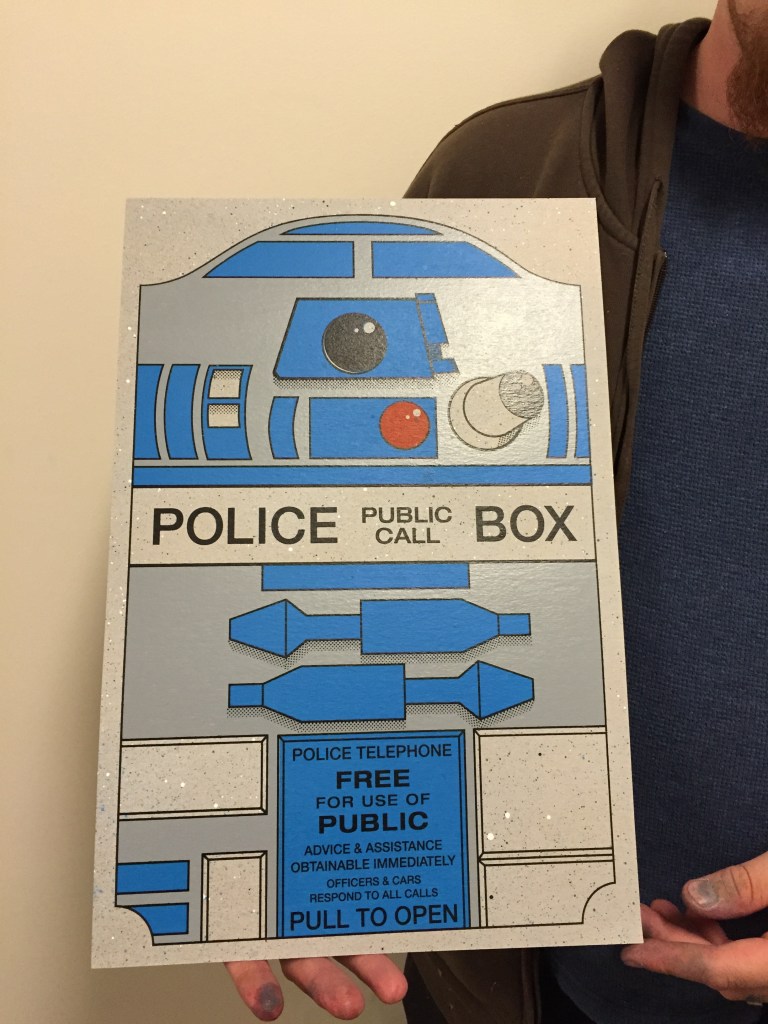 POLICE PUBLIC CALL BOX
POLICE TELEPHONE
FREE
FOR USE OF
PUBLIC
ADVICE & ASSISTANCE
OBTAINABLE IMMEDIATELY
OFFICERS & CARS
RESPOND TO ALL CALLS
PULL TO OPEN